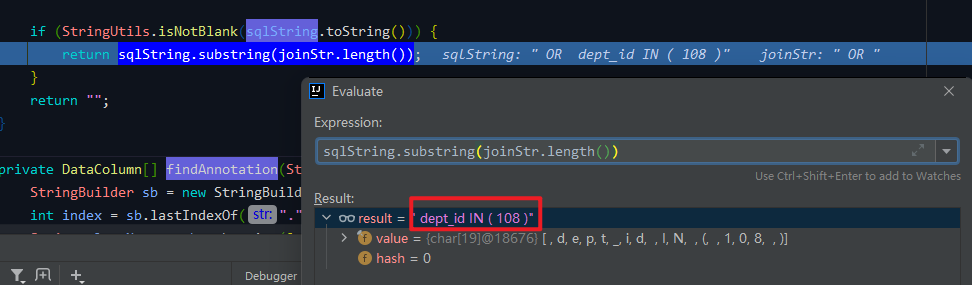 if (StringUtils.isNotBlank(sqlString.toString())) {
return sqlString.substring(joinStr.length()); sqlString: " OR  dept_id IN ( 108 )" joinStr: " OR "
}
return "";
}
Evaluate
Expression:
sqlString.substring(joinStr.length())
Use Ctrl+Shift+Enter to add to Watches
Result:
result = " dept_id IN ( 108 )"
value = {char[19]@18676} [ , d, e, p, t, _, i, d,  , I, N,  , (,  , 1, 0, 8,  , )]
hash = 0
private DataColumn[] findAnnotation(S
StringBuilder sb = new StringBuild
int index = sb.lastIndexOf( str: "."
Debugger